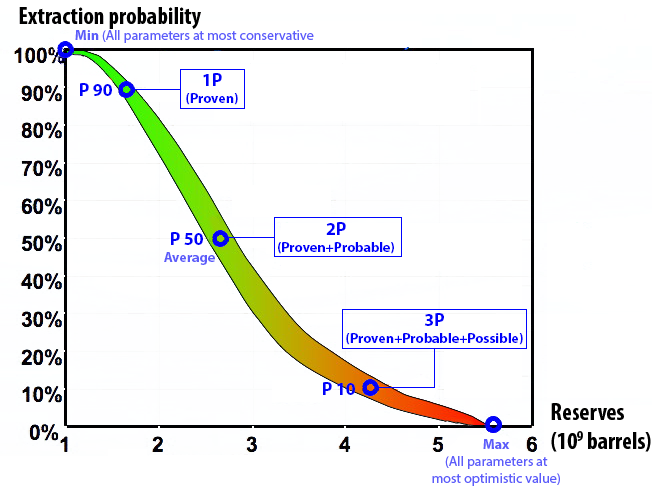 Extraction probability
Min (All parameters at most conservative
100%
90%
P 90
1P
(Proven)
80%
70%
60%
50%
P 50
Average
2P
(Proven+Probable)
40%
30%
3P
(Proven+Probable+Possible)
20%
10%
P 10
0%
1
2
3
4
5
6
Reserves
(10⁹ barrels)
Max
(All parameters at
most optimistic value)